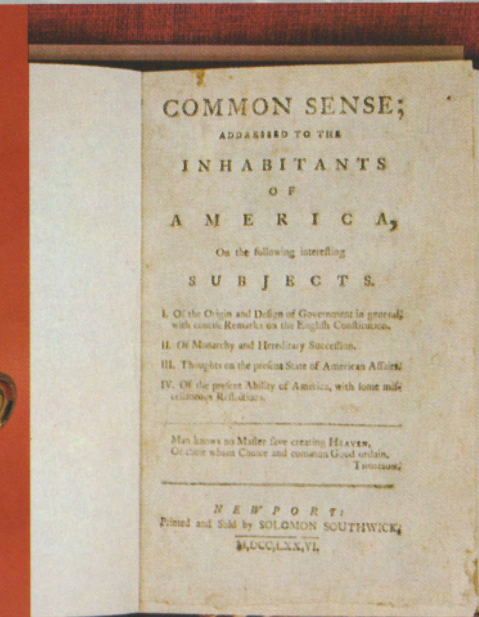 COMMON SENSE;
ADDRESSED TO THE
INHABITANTS
OF
AMERICA,
On the following intereſting
SUBJECTS.
I. Of the Origin and Deſign of Government in general;
with conciſe Remarks on the Engliſh Conſtitution.
II. Of Monarchy and Hereditary Succeſſion.
III. Thoughts on the preſent State of American Affairs.
IV. Of the preſent Ability of America, with ſome miſ-
cellaneous Reflections.
Man knows no Maſter ſave creating HEAVEN,
Or thoſe whom Choice and common Good ordain.
THOMSON.
NEWPORT:
Printed and Sold by SOLOMON SOUTHWICK,
M,DCC,LXX,VI.